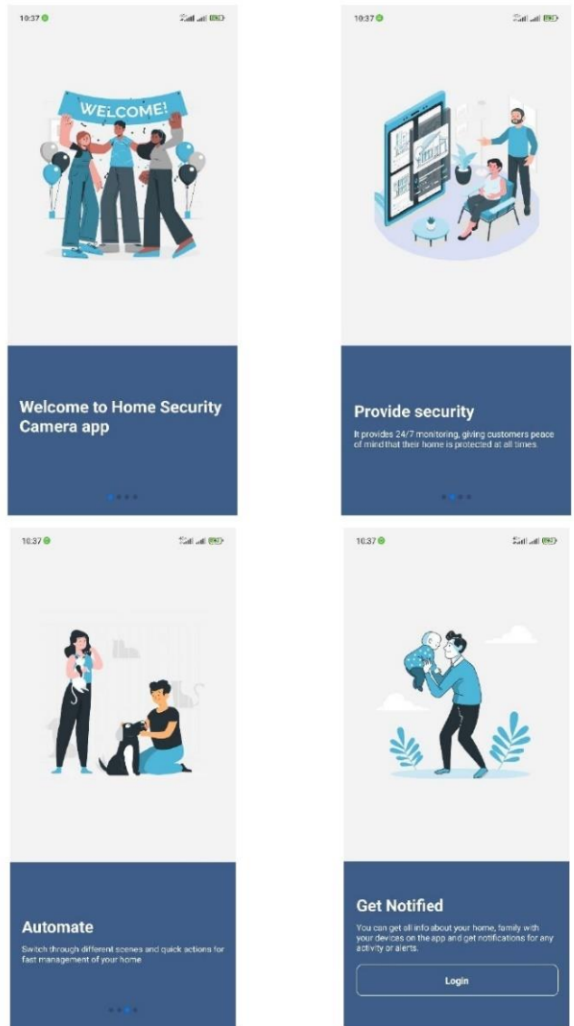 10:37
WELCOME!
Welcome to Home Security
Camera app
10:37
Provide security
It provides 24/7 monitoring, giving customers peace
of mind that their home is protected at all times.
10:37
Automate
Switch through different scenes and quick actions for
fast management of your home
10:37
Get Notified
You can get all info about your home, family with
your devices on the app and get notifications for any
activity or alerts.
Login